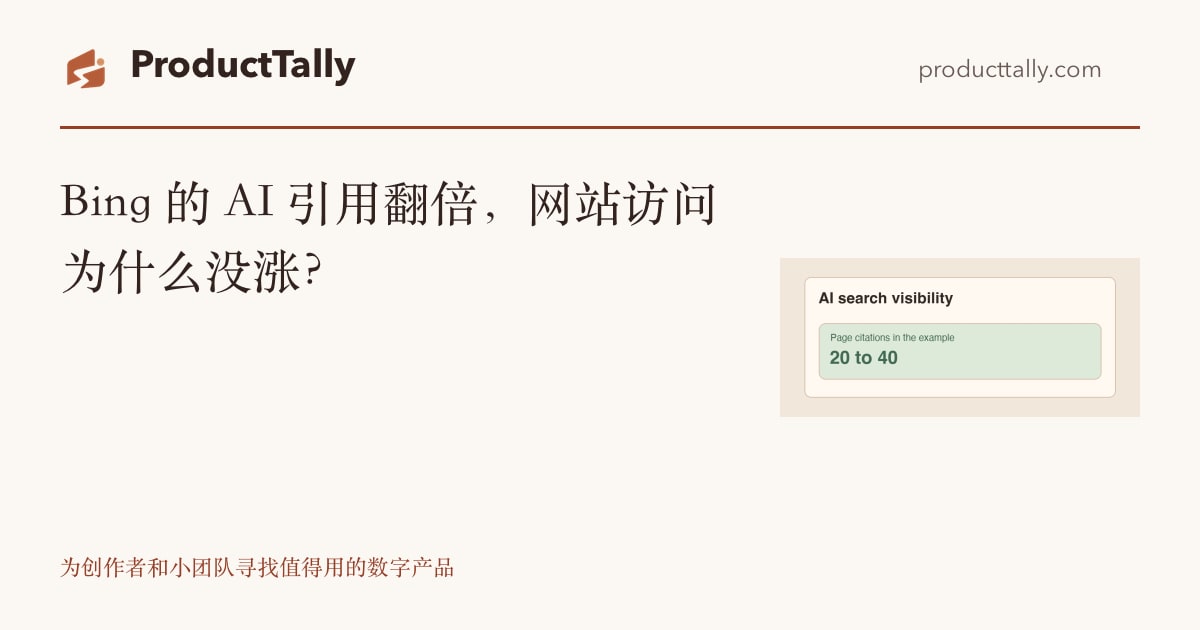 ProductTally
producttally.com
Bing 的 AI 引用翻倍，网站访问
为什么没涨？
AI search visibility
Page citations in the example
20 to 40
为创作者和小团队寻找值得用的数字产品